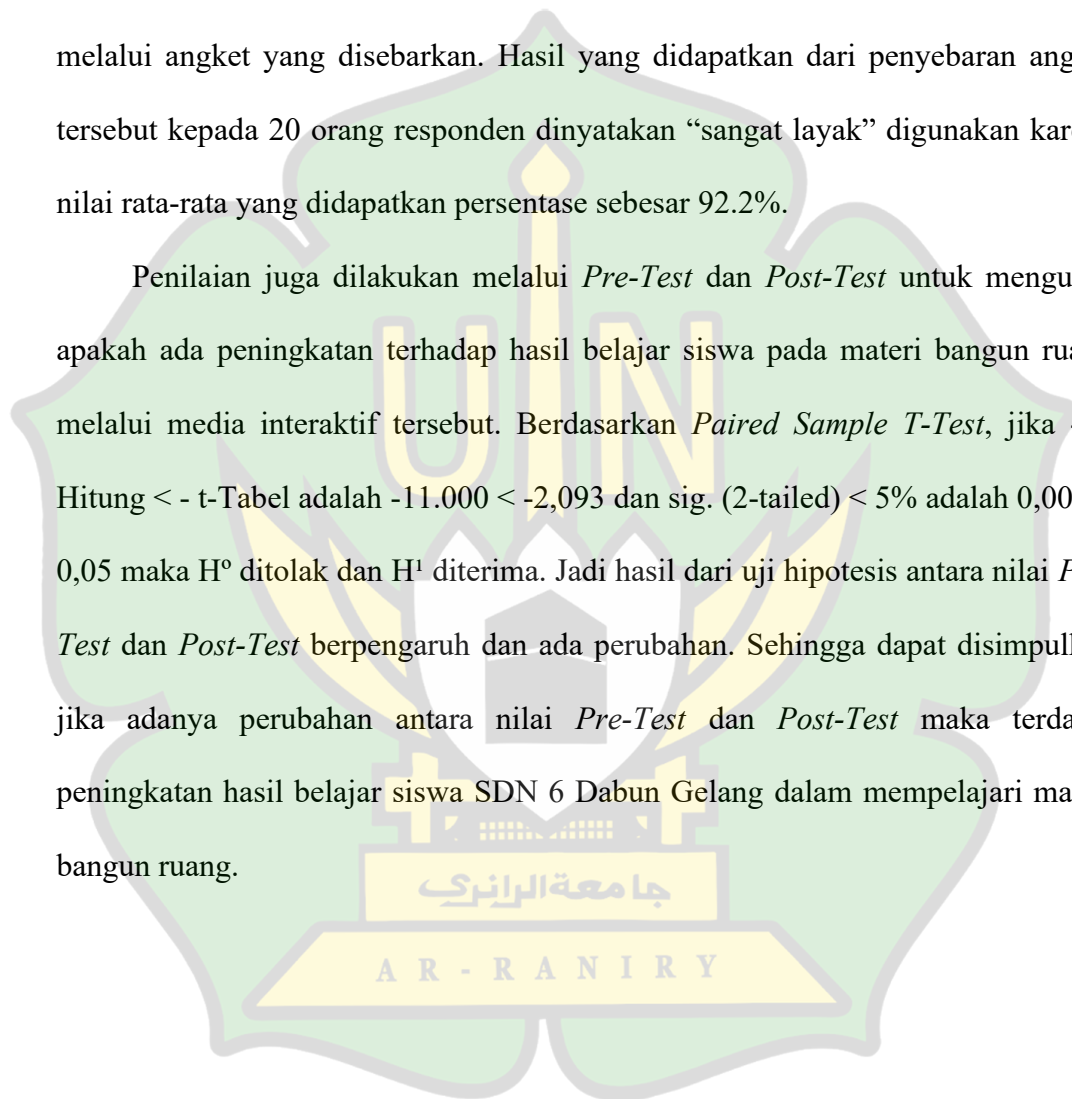 melalui angket yang disebarkan. Hasil yang didapatkan dari penyebaran ang
tersebut kepada 20 orang responden dinyatakan “sangat layak” digunakan kar
nilai rata-rata yang didapatkan persentase sebesar 92.2%.
Penilaian juga dilakukan melalui Pre-Test dan Post-Test untuk mengu
apakah ada peningkatan terhadap hasil belajar siswa pada materi bangun rua
melalui media interaktif tersebut. Berdasarkan Paired Sample T-Test, jika -
Hitung < - t-Tabel adalah -11.000 < -2,093 dan sig. (2-tailed) < 5% adalah 0,00
0,05 maka Hº ditolak dan H¹ diterima. Jadi hasil dari uji hipotesis antara nilai P
Test dan Post-Test berpengaruh dan ada perubahan. Sehingga dapat disimpull
jika adanya perubahan antara nilai Pre-Test dan Post-Test maka terda
peningkatan hasil belajar siswa SDN 6 Dabun Gelang dalam mempelajari ma
bangun ruang.
UIN
جامعةالرانري
AR-RANIRY